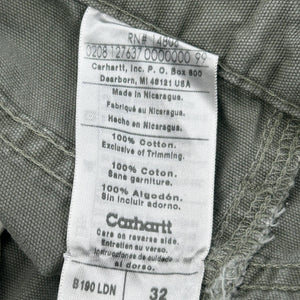 RN# 14806
0208 127637 0000000 99
Carhartt, Inc. P. O. Box 600
Dearborn, MI 48121 USA
Made in Nicaragua.
Fabriqué au Nicaragua.
Hecho en Nicaragua.
100% Cotton.
Exclusive of Trimming.
100% Coton.
Sans garniture.
100% Algodón.
Sin incluir adorno.
Carhartt
Care on reverse side.
Entretien au verso.
Instrucciones de cuidado
al dorso.
B190 LDN 32